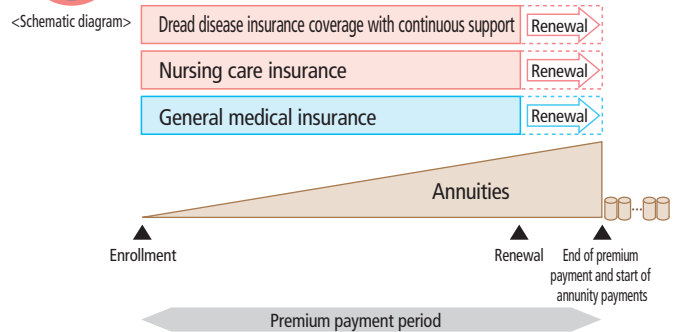 <Schematic diagram>
Dread disease insurance coverage with continuous support
Renewal
Nursing care insurance
Renewal
General medical insurance
Renewal
Annuities
Enrollment
Renewal
End of premium
payment and start of
annunity payments
Premium payment period